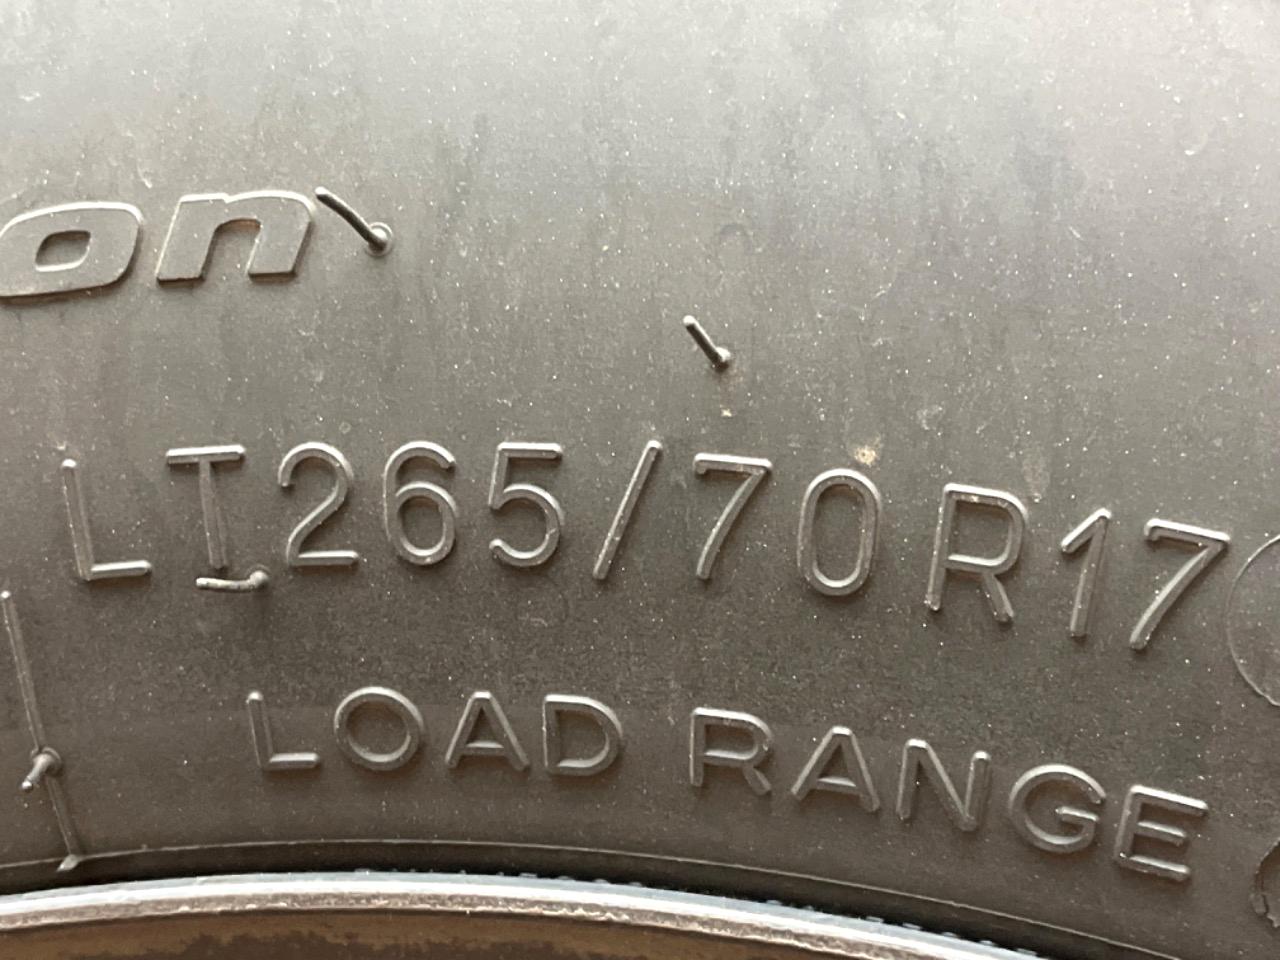 on
LT265/70R17
LOAD RANGE